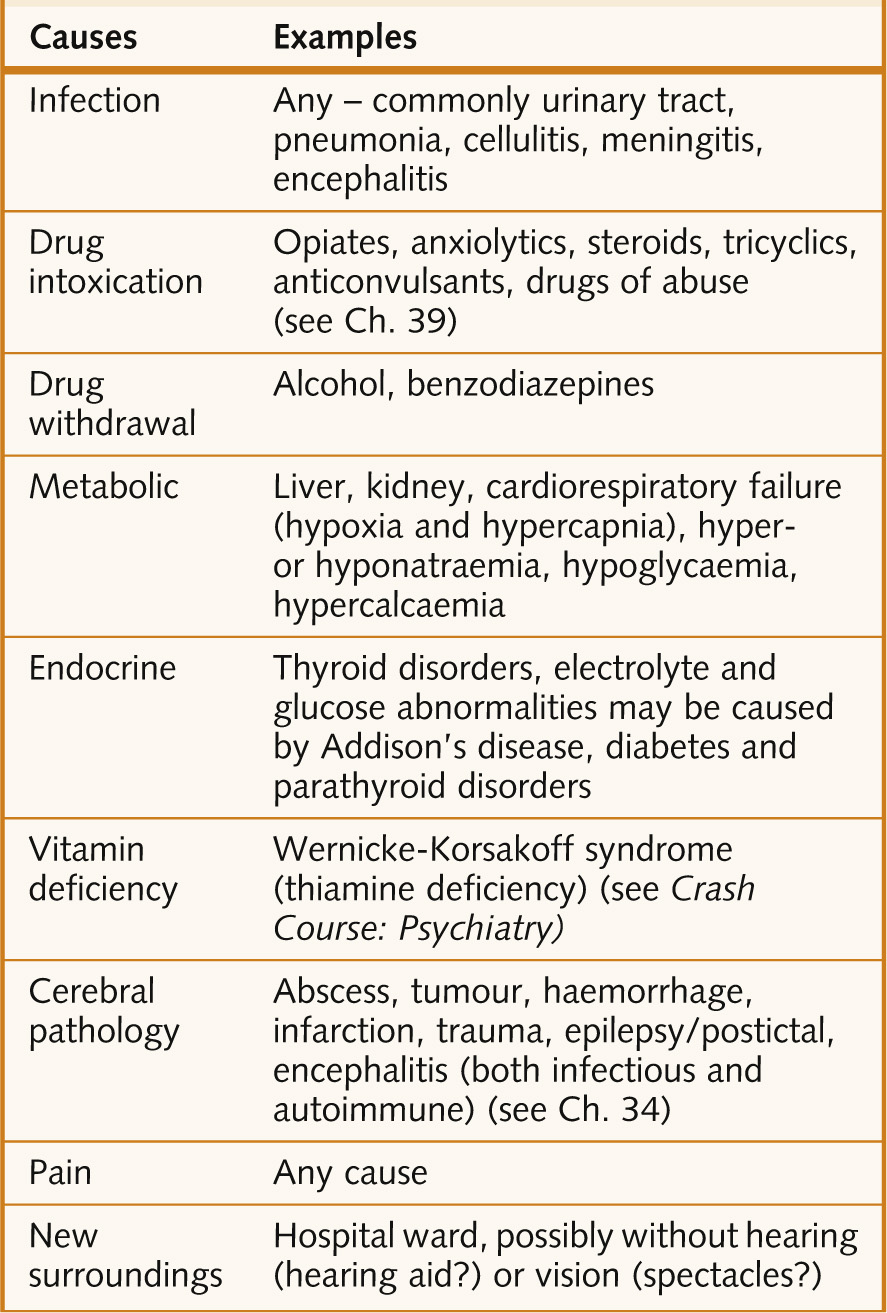 Causes Examples
Infection Any – commonly urinary tract,
pneumonia, cellulitis, meningitis,
encephalitis
Drug Opiates, anxiolytics, steroids, tricyclics,
intoxication anticonvulsants, drugs of abuse
(see Ch. 39)
Drug Alcohol, benzodiazepines
withdrawal
Metabolic Liver, kidney, cardiorespiratory failure
(hypoxia and hypercapnia), hyper-
or hyponatraemia, hypoglycaemia,
hypercalcaemia
Endocrine Thyroid disorders, electrolyte and
glucose abnormalities may be caused
by Addison’s disease, diabetes and
parathyroid disorders
Vitamin Wernicke-Korsakoff syndrome
deficiency (thiamine deficiency) (see Crash
Course: Psychiatry)
Cerebral Abscess, tumour, haemorrhage,
pathology infarction, trauma, epilepsy/postictal,
encephalitis (both infectious and
autoimmune) (see Ch. 34)
Pain Any cause
New Hospital ward, possibly without hearing
surroundings (hearing aid?) or vision (spectacles?)